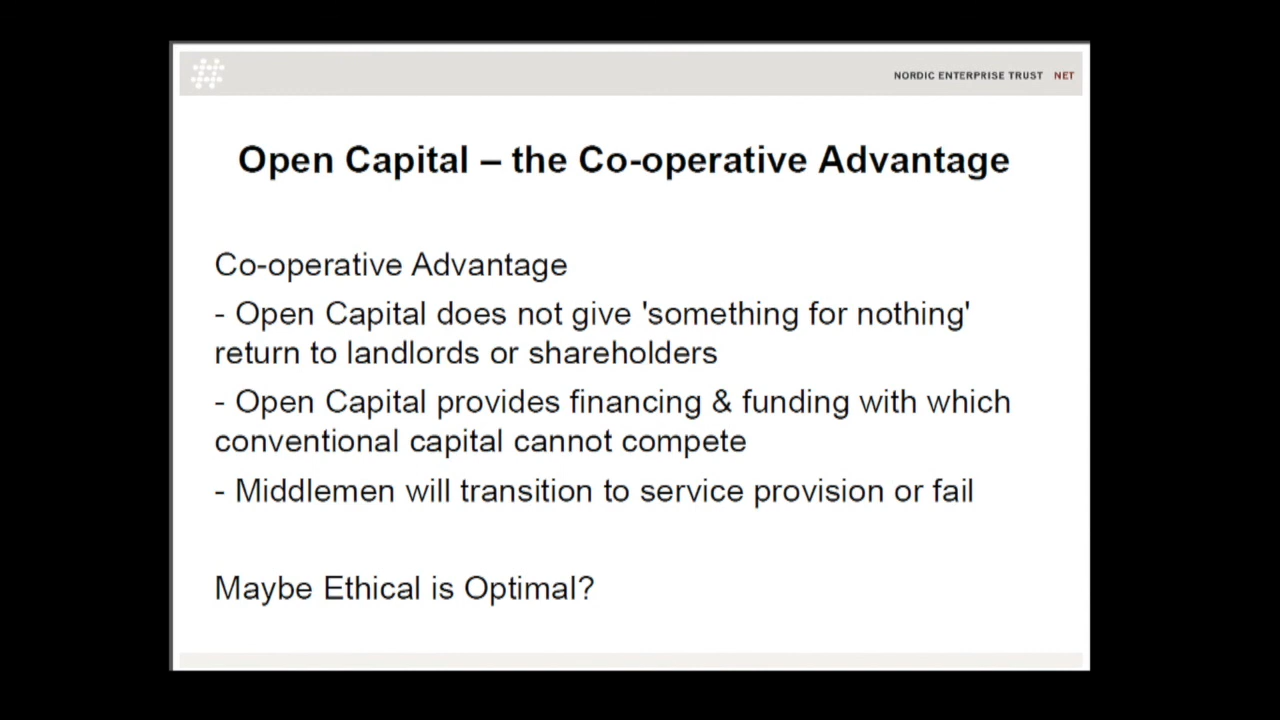 NORDIC ENTERPRISE TRUST NET
Open Capital – the Co-operative Advantage
Co-operative Advantage
- Open Capital does not give 'something for nothing'
return to landlords or shareholders
- Open Capital provides financing & funding with which
conventional capital cannot compete
- Middlemen will transition to service provision or fail
Maybe Ethical is Optimal?